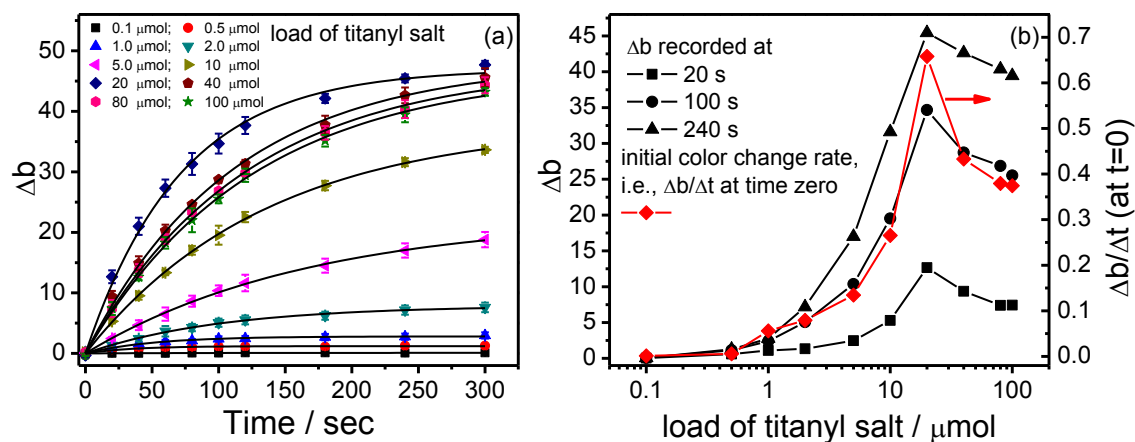 0.1 μmol; 0.5 μmol load of titanyl salt (a)
1.0 μmol; 2.0 μmol
5.0 μmol; 10 μmol
20 μmol; 40 μmol
80 μmol; 100 μmol
50
40
30
20
10
0
Δb
0 50 100 150 200 250 300
Time / sec
(b)
Δb recorded at
20 s
100 s
240 s
initial color change rate,
i.e., Δb/Δt at time zero
45
40
35
30
25
20
15
10
5
0
Δb
0.7
0.6
0.5
0.4
0.3
0.2
0.1
0.0
Δb/Δt (at t=0)
0.1 1 10 100
load of titanyl salt / μmol